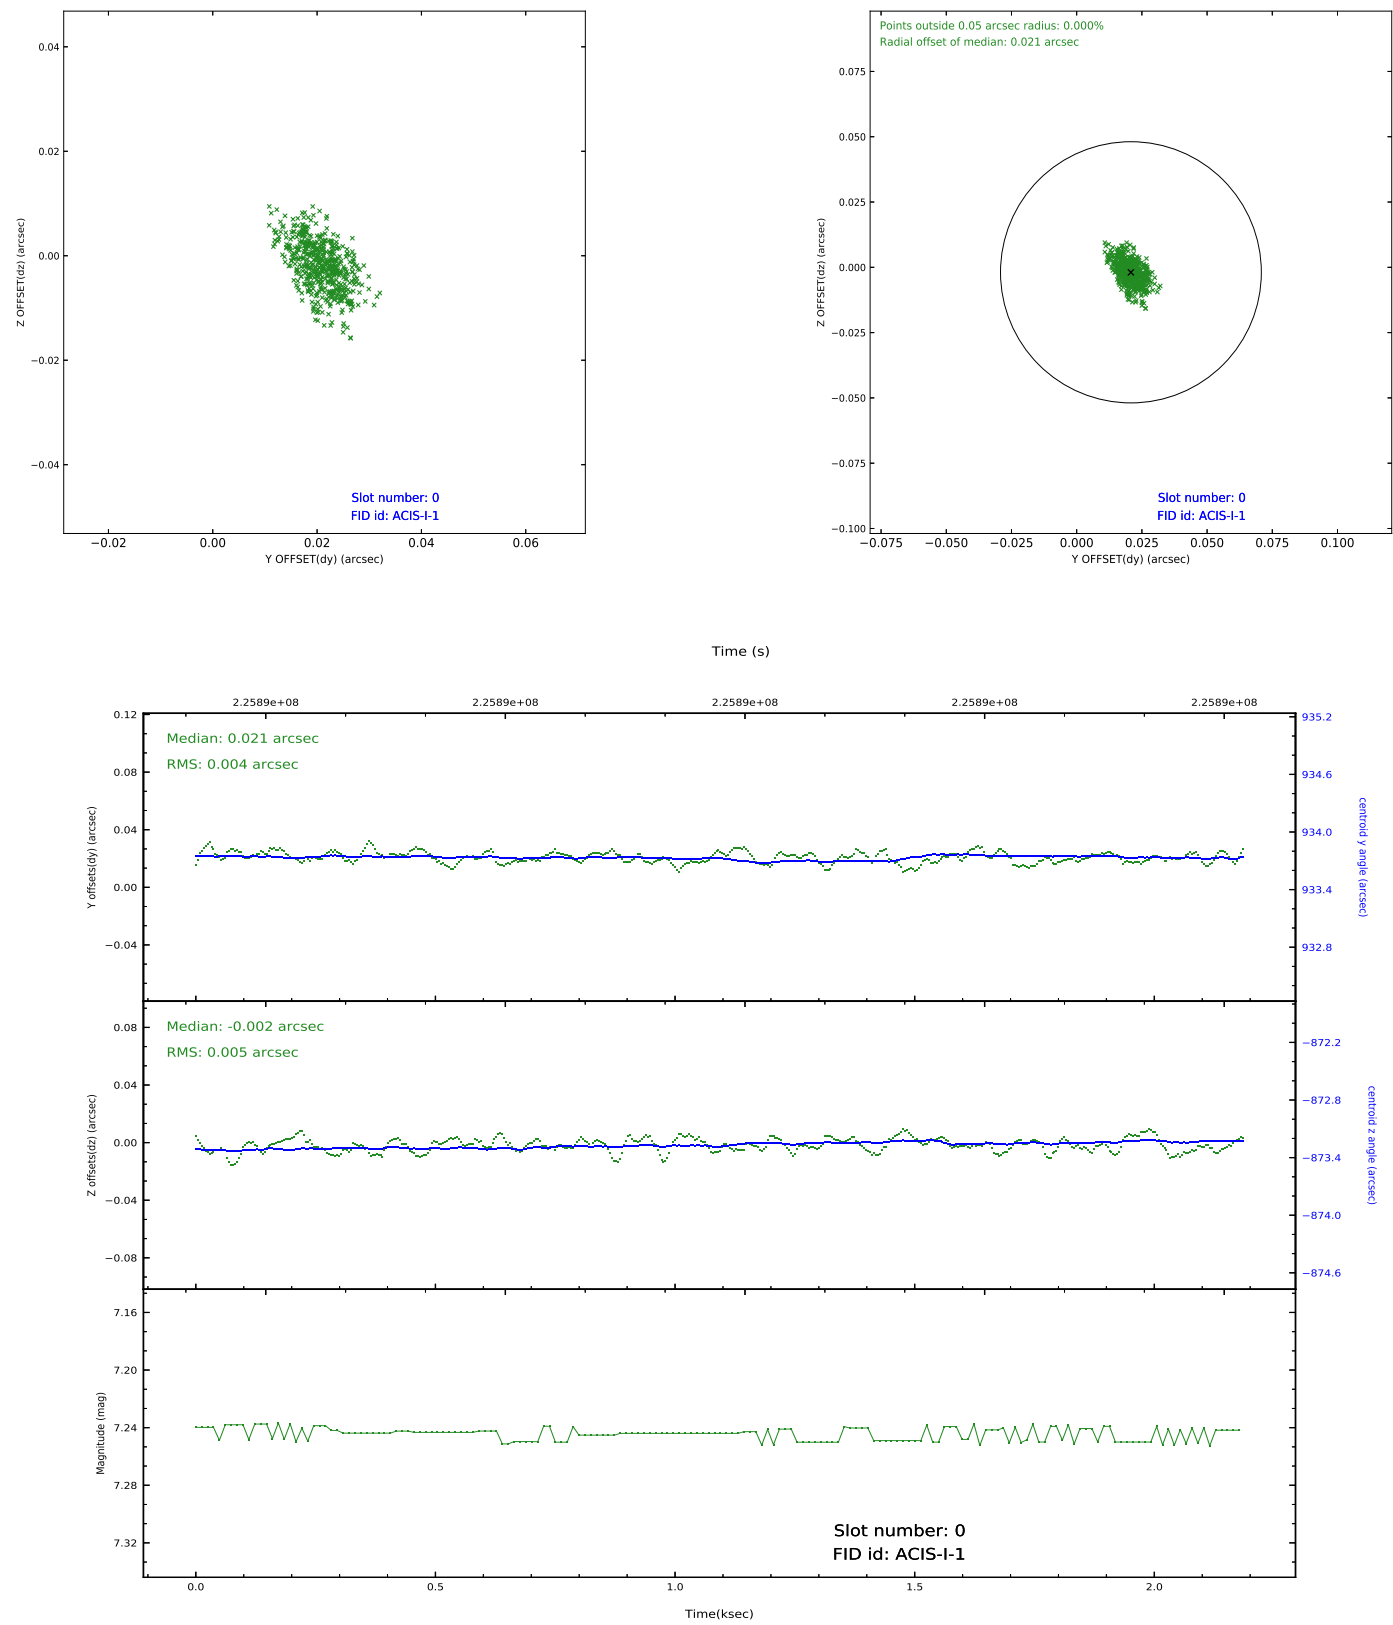 0.04
0.02
0.00
−0.02
−0.04
Z OFFSET(dz) (arcsec)
Slot number: 0
FID id: ACIS-I-1
−0.02 0.00 0.02 0.04 0.06
Y OFFSET(dy) (arcsec)
Points outside 0.05 arcsec radius: 0.000%
Radial offset of median: 0.021 arcsec
0.075
0.050
0.025
0.000
−0.025
−0.050
−0.075
−0.100
Z OFFSET(dz) (arcsec)
Slot number: 0
FID id: ACIS-I-1
−0.075 −0.050 −0.025 0.000 0.025 0.050 0.075 0.100
Y OFFSET(dy) (arcsec)
Time (s)
2.2589e+08 2.2589e+08 2.2589e+08 2.2589e+08 2.2589e+08
0.12
0.08
0.04
0.00
−0.04
Y offsets(dy) (arcsec)
Median: 0.021 arcsec
RMS: 0.004 arcsec
935.2
934.6
934.0
933.4
932.8
centroid y angle (arcsec)
0.08
0.04
0.00
−0.04
−0.08
Z offsets(dz) (arcsec)
Median: -0.002 arcsec
RMS: 0.005 arcsec
−872.2
−872.8
−873.4
−874.0
−874.6
centroid z angle (arcsec)
7.16
7.20
7.24
7.28
7.32
Magnitude (mag)
Slot number: 0
FID id: ACIS-I-1
0.0 0.5 1.0 1.5 2.0
Time(ksec)